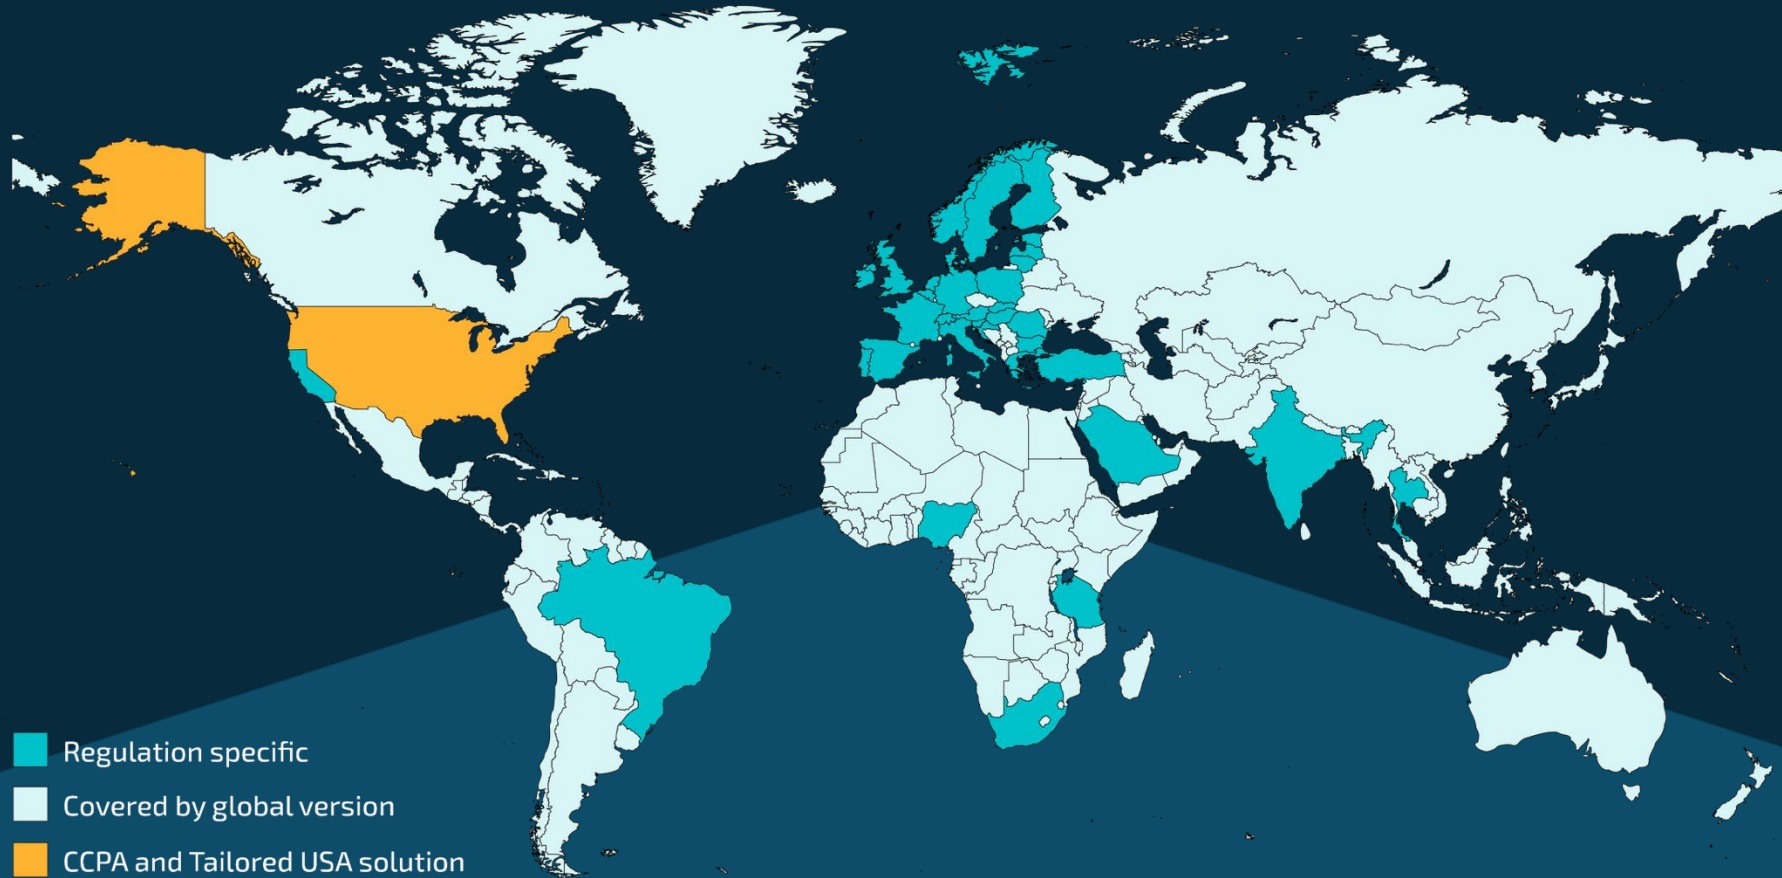 Regulation specific
Covered by global version
CCPA and Tailored USA solution